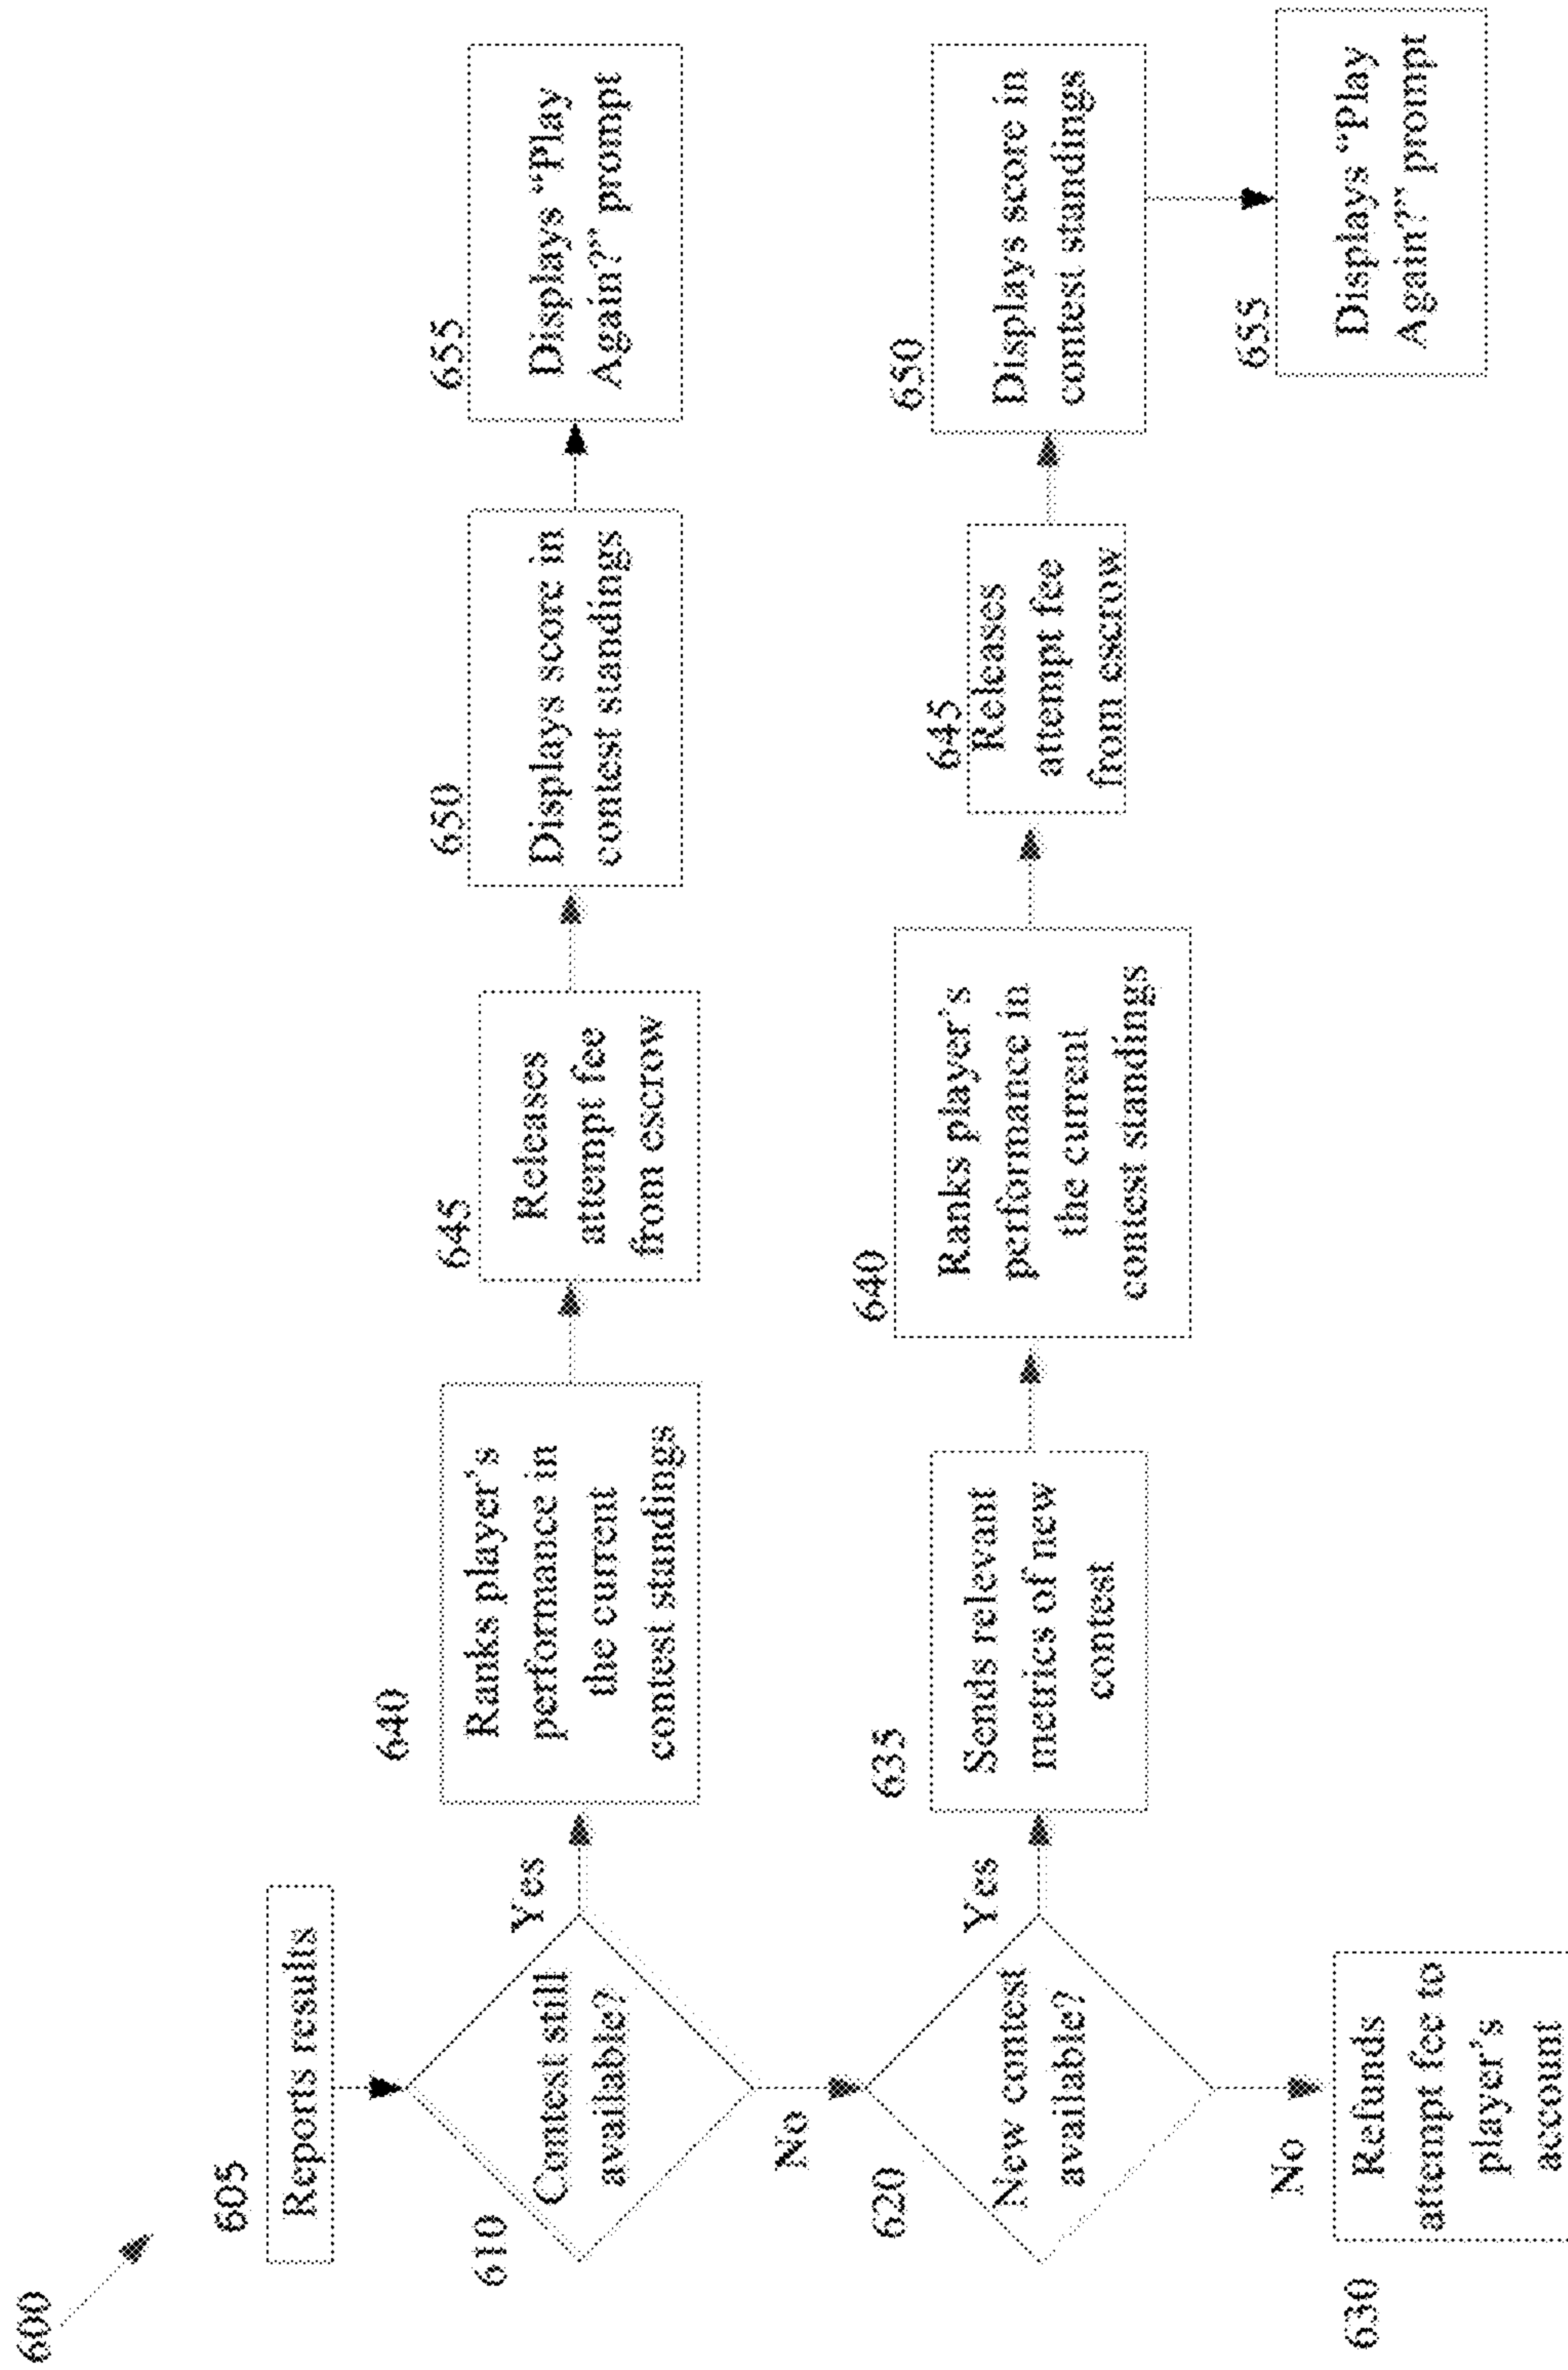 600
605
Reports results
610
Contest still
available?
Yes
640
Ranks player's
performance in
the current
contest standings
645
Releases
attempt fee
from escrow
650
Displays score in
contest standings
655
Displays "Play
Again?" prompt
No
620
New contest
available?
Yes
635
Sends relevant
metrics of new
contest
640
Ranks player's
performance in
the current
contest standings
645
Releases
attempt fee
from escrow
650
Displays score in
contest standings
655
Displays "Play
Again?" prompt
No
630
Refunds
attempt fee to
player's
account